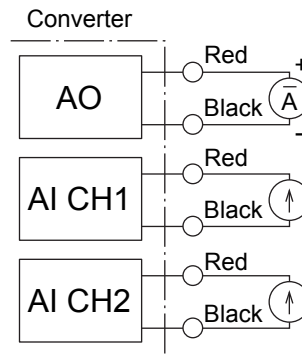 Converter
AO
Red
+
A
Black
−
AI CH1
Red
Black
AI CH2
Red
Black